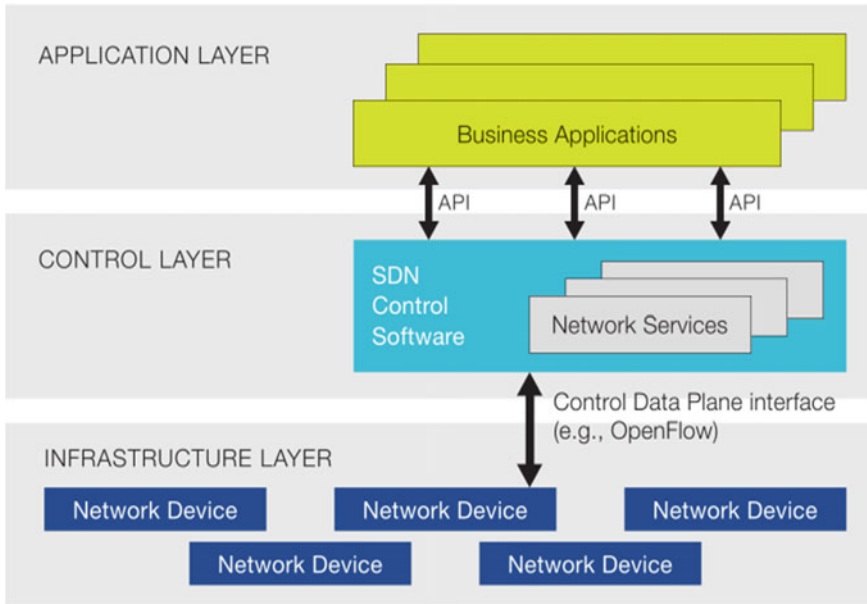 APPLICATION LAYER
Business Applications
API
API
API
CONTROL LAYER
SDN
Control
Software
Network Services
Control Data Plane interface
(e.g., OpenFlow)
INFRASTRUCTURE LAYER
Network Device
Network Device
Network Device
Network Device
Network Device